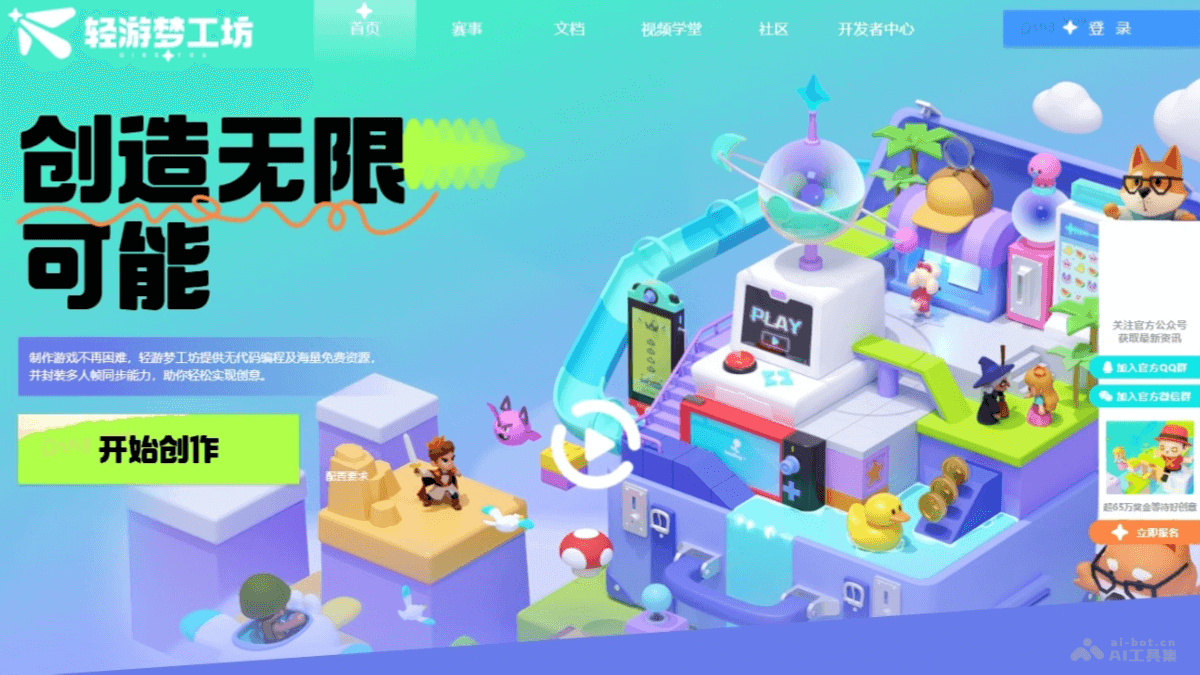 轻游梦工坊
首页
赛事
文档
视频学堂
社区
开发者中心
登 录
创造无限
可能
制作游戏不再困难，轻游梦工坊提供无代码编程及海量免费资源，
并封装多人帧同步能力，助你轻松实现创意。
开始创作
配置要求
PLAY
关注官方公众号
获取最新资讯
加入官方QQ群
加入官方微信群
超65万奖金等待好创意
立即报名
ai-bot.cn
AI工具集